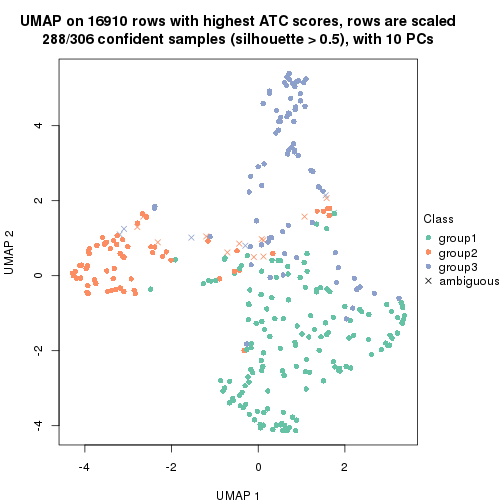 UMAP on 16910 rows with highest ATC scores, rows are scaled
288/306 confident samples (silhouette > 0.5), with 10 PCs
UMAP 2
4
2
0
-2
-4
-4
-2
0
2
UMAP 1
Class
group1
group2
group3
ambiguous